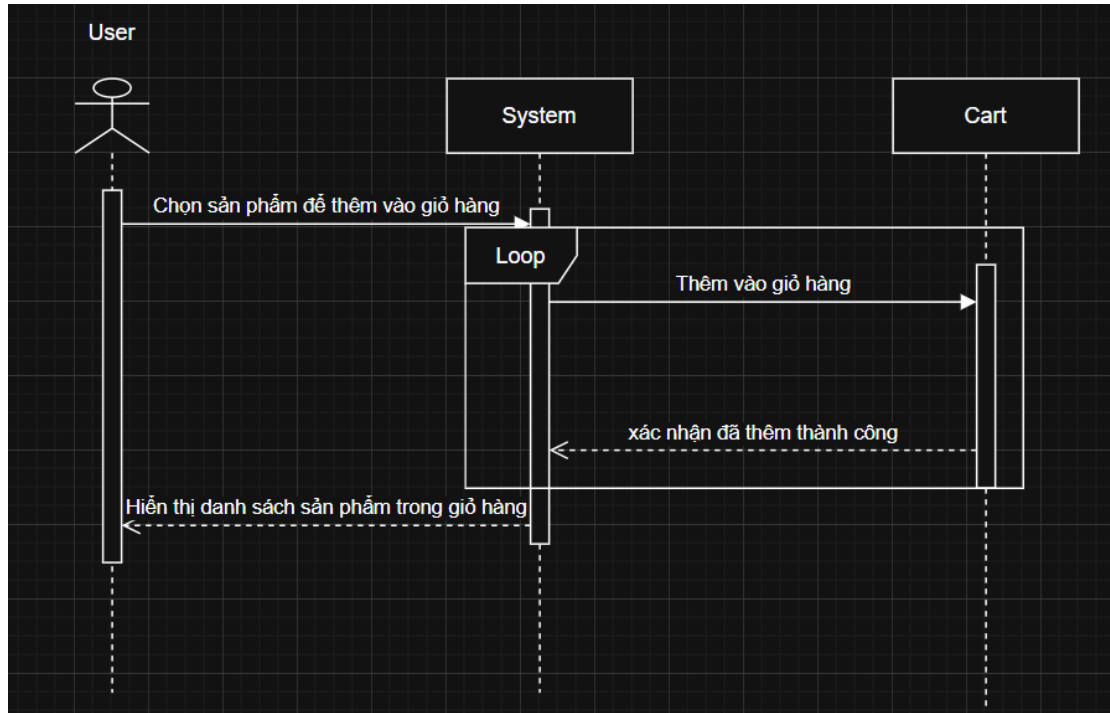 User
System
Cart
Chọn sản phẩm để thêm vào giỏ hàng
Loop
Thêm vào giỏ hàng
xác nhận đã thêm thành công
Hiển thị danh sách sản phẩm trong giỏ hàng